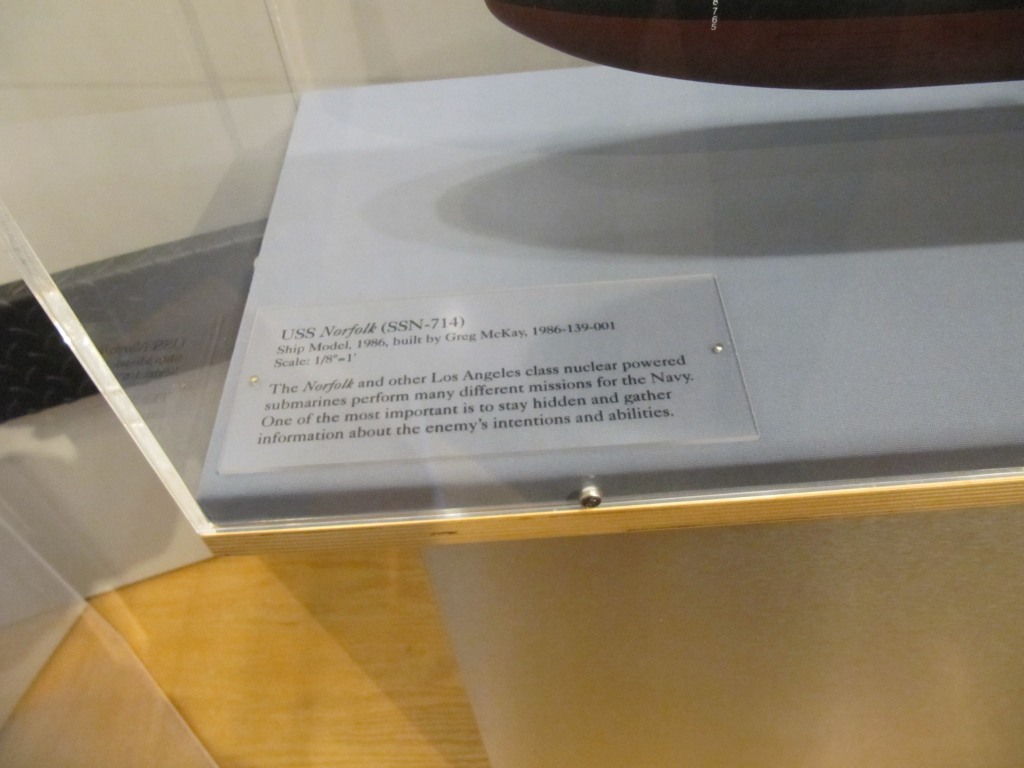 8765
USS Norfolk (SSN-714)
Ship Model, 1986, built by Greg McKay, 1986-139-001
Scale: 1/8"=1'
The Norfolk and other Los Angeles class nuclear powered
submarines perform many different missions for the Navy.
One of the most important is to stay hidden and gather
information about the enemy's intentions and abilities.